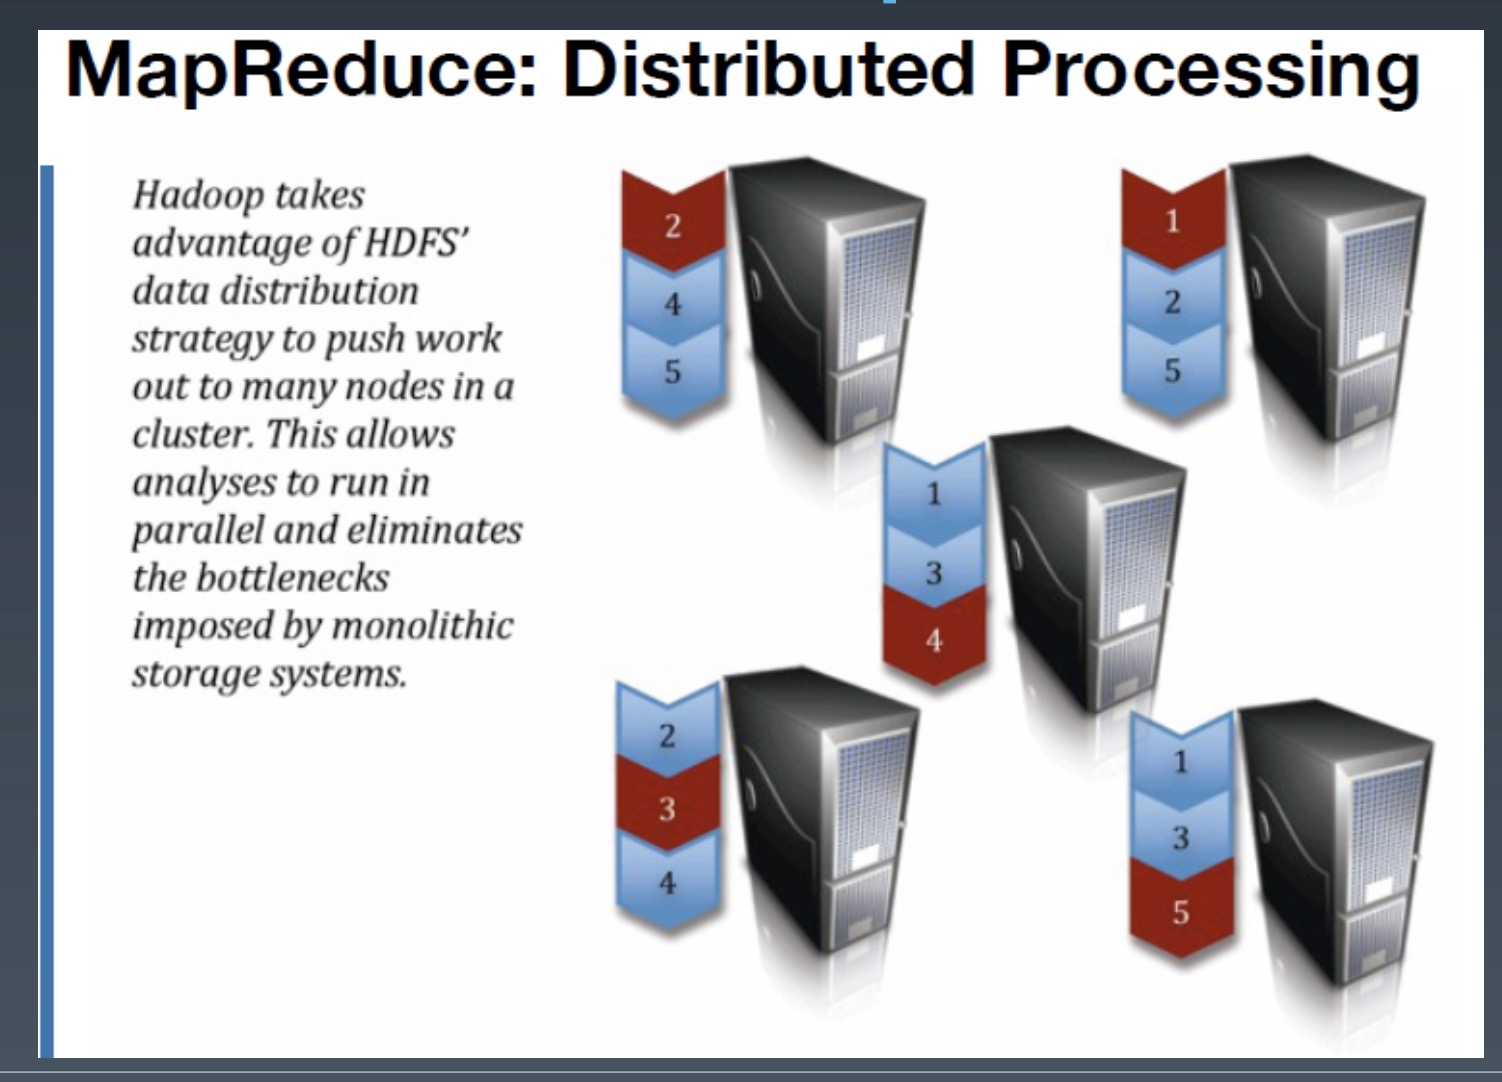 MapReduce: Distributed Processing
Hadoop takes
advantage of HDFS’
data distribution
strategy to push work
out to many nodes in a
cluster. This allows
analyses to run in
parallel and eliminates
the bottlenecks
imposed by monolithic
storage systems.
2
4
5
1
2
5
1
3
4
2
3
4
1
3
5